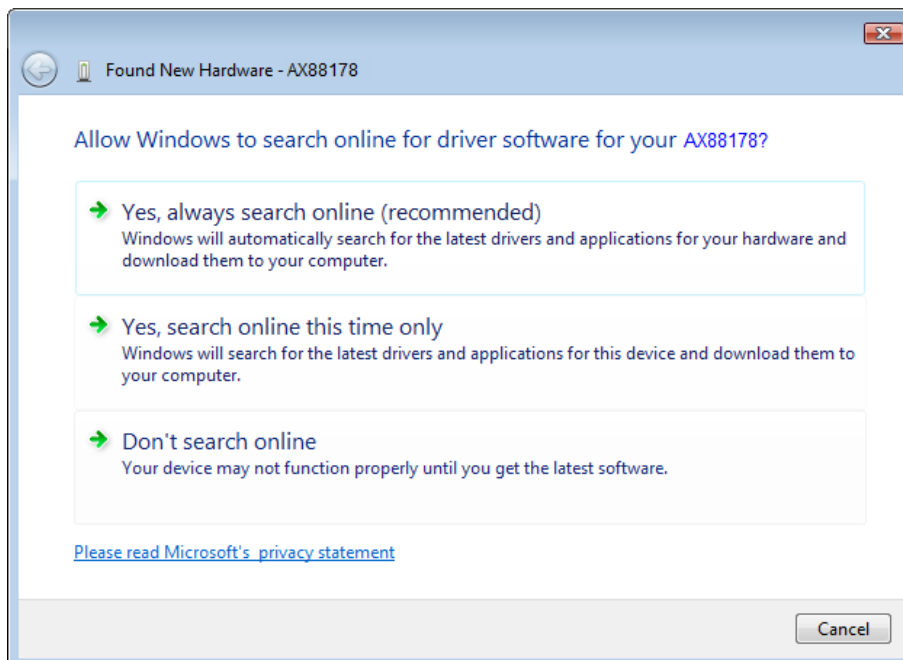 Found New Hardware - AX88178
Allow Windows to search online for driver software for your AX88178?
Yes, always search online (recommended)
Windows will automatically search for the latest drivers and applications for your hardware and
download them to your computer.
Yes, search online this time only
Windows will search for the latest drivers and applications for this device and download them to
your computer.
Don't search online
Your device may not function properly until you get the latest software.
Please read Microsoft's privacy statement
Cancel